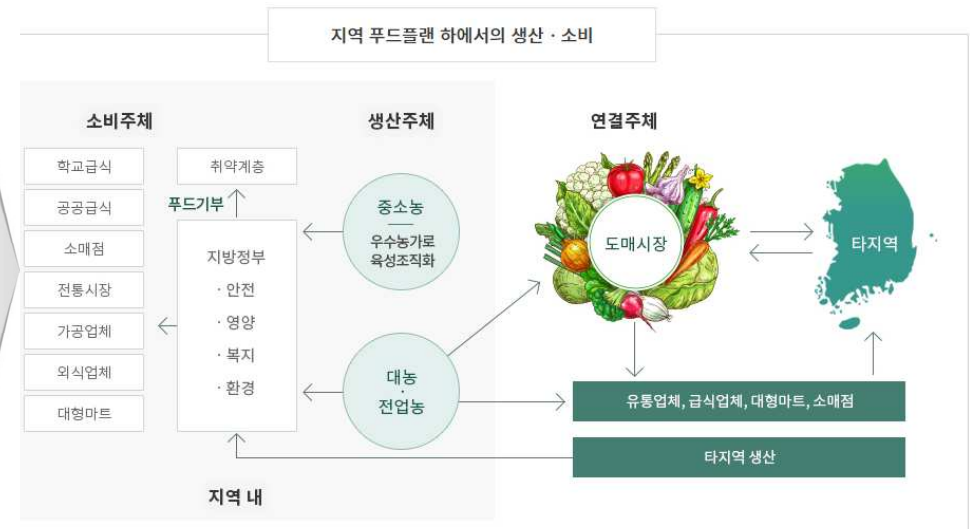 지역 푸드플랜 하에서의 생산 · 소비
소비주체
생산주체
연결주체
학교급식
공공급식
소매점
전통시장
가공업체
외식업체
대형마트
취약계층
푸드기부
지방정부
· 안전
· 영양
· 복지
· 환경
중소농
우수농가로
육성조직화
대농
·
전업농
도매시장
타지역
유통업체, 급식업체, 대형마트, 소매점
타지역 생산
지역 내